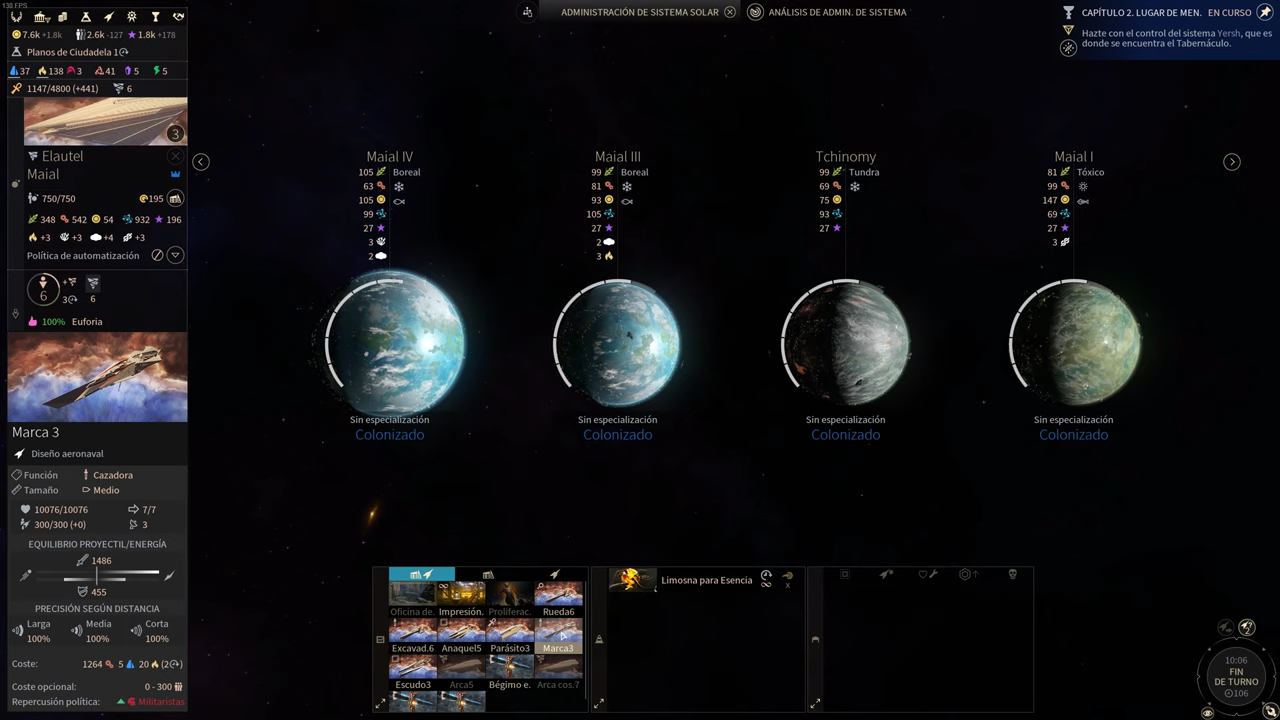 130 FPS
7.6k +1.8k 2.6k -127 1.8k +178
Planos de Ciudadela 1
37 138 3 41 5 5
1147/4800 (+441) 6
3
Elautel
Maial
750/750 195
348 542 54 932 196
+3 +3 +4 +3
Política de automatización
6 + 3 6
100% Euforia
Marca 3
Diseño aeronaval
Función Cazadora
Tamaño Medio
10076/10076 7/7
300/300 (+0) 3
EQUILIBRIO PROYECTIL/ENERGÍA
1486
455
PRECISIÓN SEGÚN DISTANCIA
Larga Media Corta
100% 100% 100%
Coste: 1264 5 20 (2)
Coste opcional: 0 - 300
Repercusión política: Militaristas
ADMINISTRACIÓN DE SISTEMA SOLAR
ANÁLISIS DE ADMIN. DE SISTEMA
CAPÍTULO 2. LUGAR DE MEN. EN CURSO
Hazte con el control del sistema Yersh, que es
donde se encuentra el Tabernáculo.
Maial IV
105 Boreal
63
105
99
27
3
2
Sin especialización
Colonizado
Maial III
99 Boreal
81
93
105
27
2
3
Sin especialización
Colonizado
Tchinomy
99 Tundra
69
75
93
27
Sin especialización
Colonizado
Maial I
81 Tóxico
99
147
69
27
3
Sin especialización
Colonizado
Oficina de. Impresión. Proliferac. Rueda6
Excavad.6 Anaquel5 Parásito3 Marca3
Escudo3 Arca5 Bégimo e. Arca cos.7
Limosna para Esencia
x
10:06
FIN
DE TURNO
106